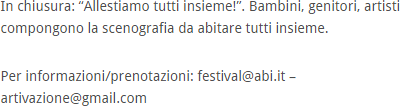 In chiusura: “Allestiamo tutti insieme!”. Bambini, genitori, artisti
compongono la scenografia da abitare tutti insieme.
Per informazioni/prenotazioni: festival@abi.it –
artivazione@gmail.com